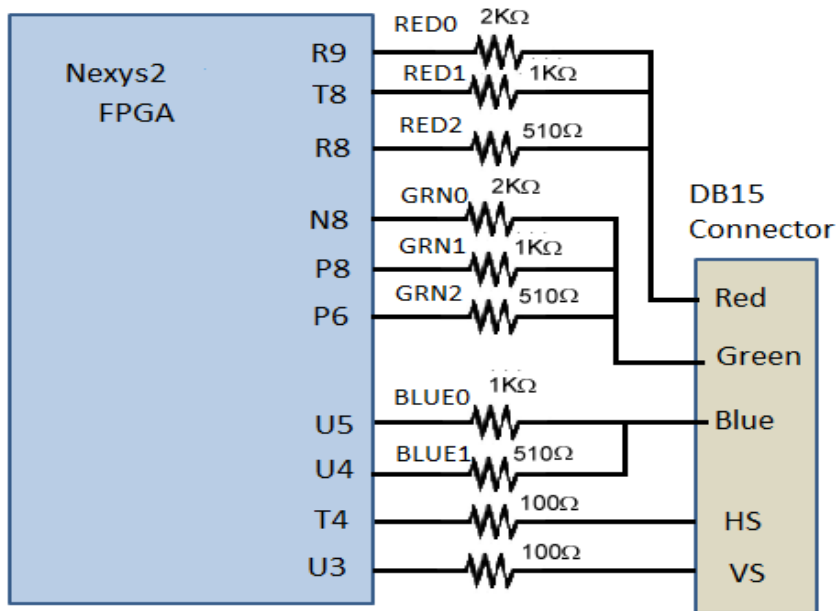 Nexys2
FPGA
R9 RED0 2KΩ
T8 RED1 1KΩ
R8 RED2 510Ω
N8 GRN0 2KΩ
P8 GRN1 1KΩ
P6 GRN2 510Ω
U5 BLUE0 1KΩ
U4 BLUE1 510Ω
T4 100Ω
U3 100Ω
DB15
Connector
Red
Green
Blue
HS
VS